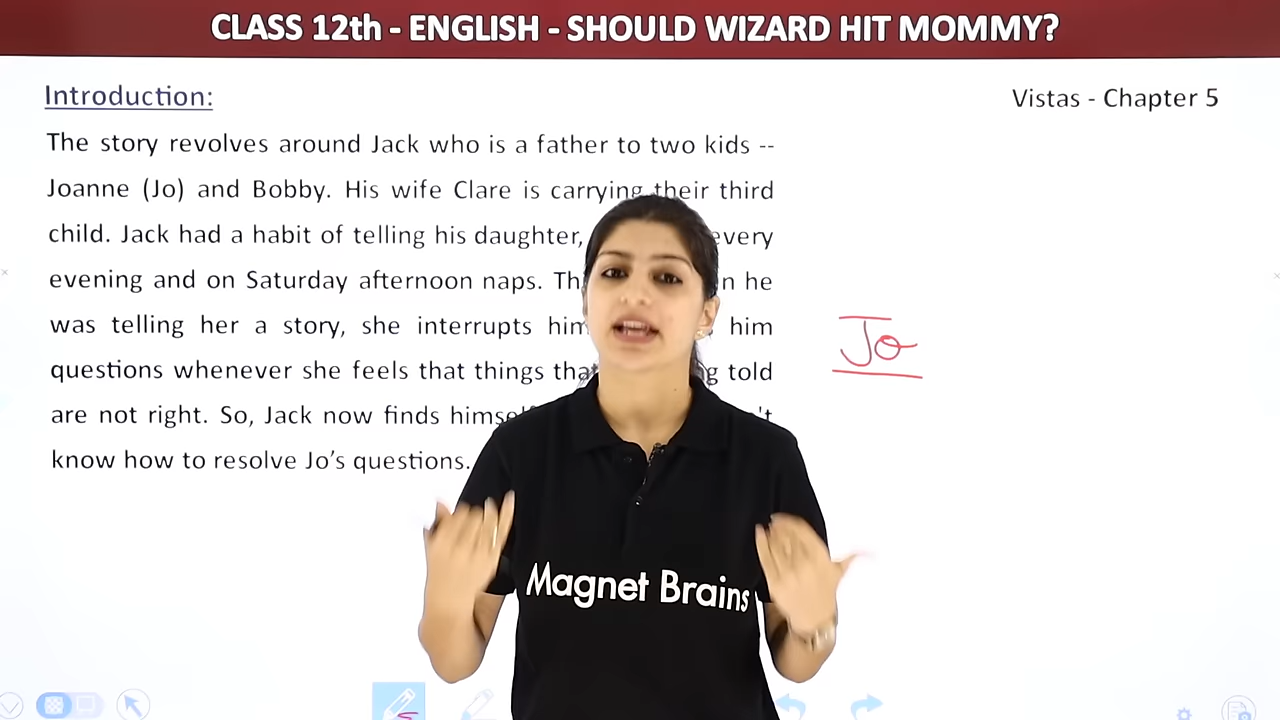 CLASS 12th - ENGLISH - SHOULD WIZARD HIT MOMMY?
Introduction:
Vistas - Chapter 5
The story revolves around Jack who is a father to two kids --
Joanne (Jo) and Bobby. His wife Clare is carrying their third
child. Jack had a habit of telling his daughter, every
evening and on Saturday afternoon naps. he
was telling her a story, she interrupts him
questions whenever she feels that things told
are not right. So, Jack now finds
know how to resolve Jo's questions.
Jo
Magnet Brains